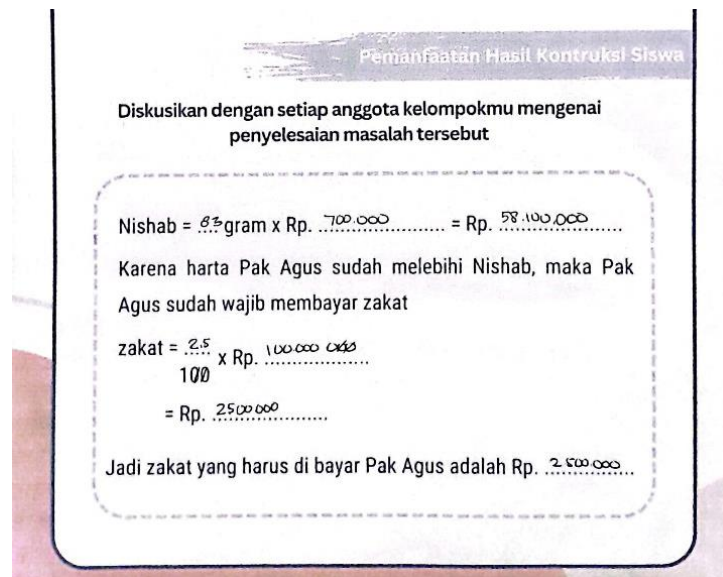 Pemanfaatan Hasil Kontruksi Siswa
Diskusikan dengan setiap anggota kelompokmu mengenai
penyelesaian masalah tersebut
Nishab = 83 gram x Rp. 700.000 = Rp. 58.100.000
Karena harta Pak Agus sudah melebihi Nishab, maka Pak
Agus sudah wajib membayar zakat
zakat = 2.5 x Rp. 100 000 000
100
= Rp. 2500 000
Jadi zakat yang harus di bayar Pak Agus adalah Rp. 2 500.000